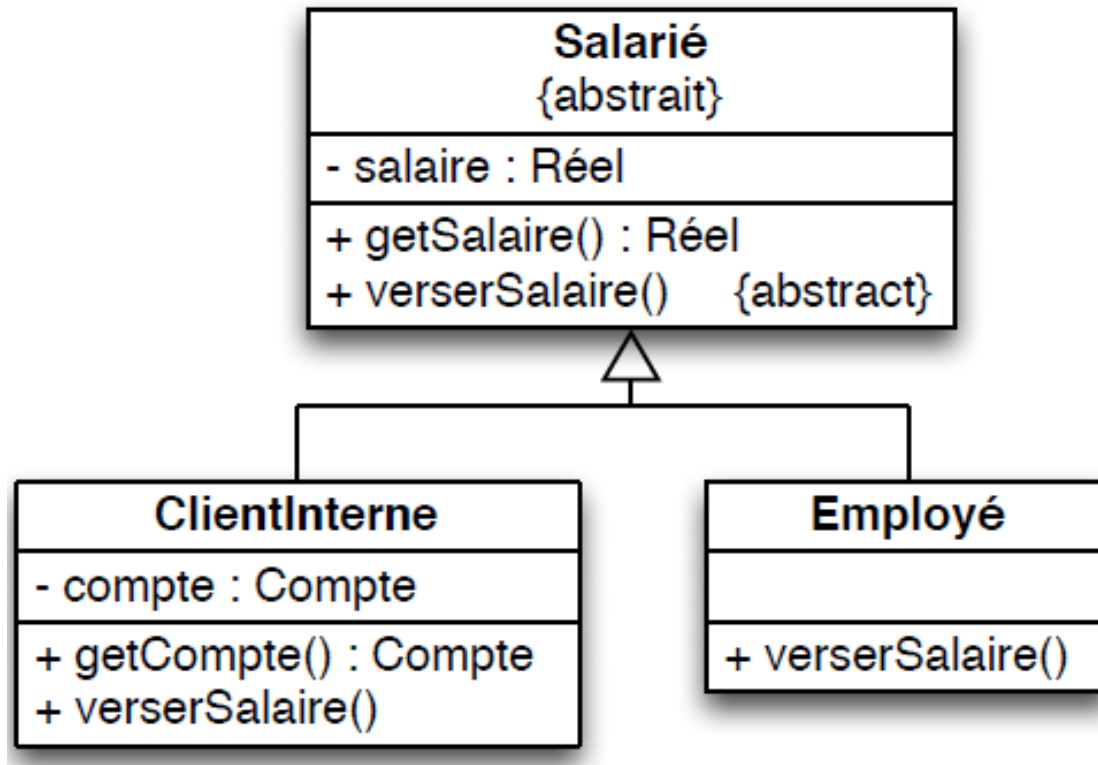 Salarié
{abstrait}
- salaire : Réel
+ getSalaire() : Réel
+ verserSalaire() {abstract}
ClientInterne
- compte : Compte
+ getCompte() : Compte
+ verserSalaire()
Employé
+ verserSalaire()